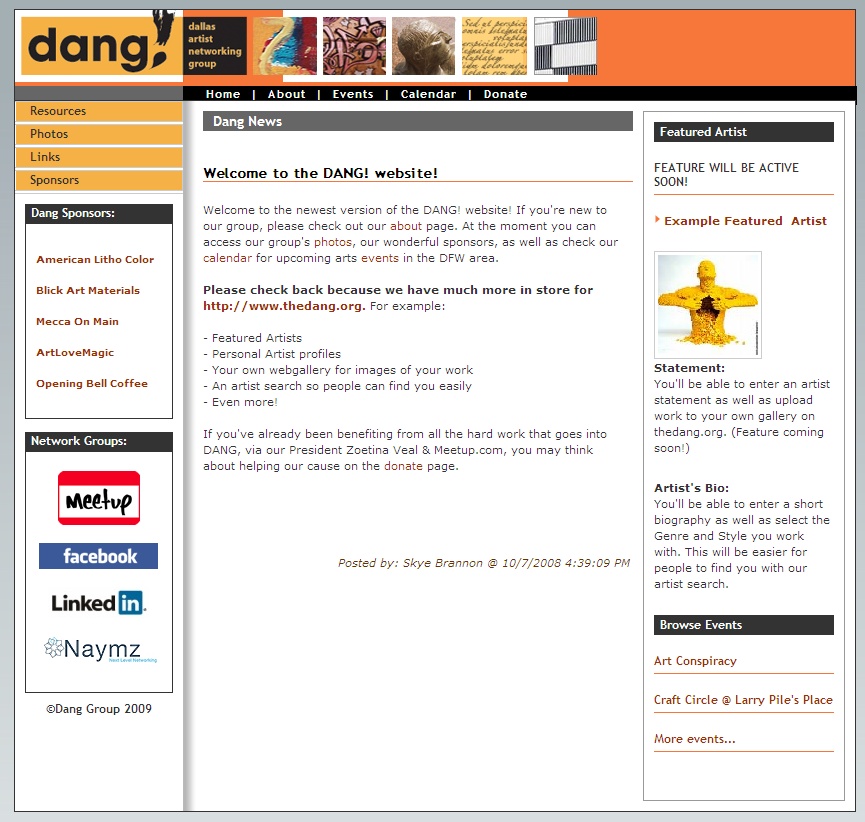 dang!
dallas
artist
networking
group
Sed ut perspici
Home | About | Events | Calendar | Donate
Resources
Photos
Links
Sponsors
Dang Sponsors:
American Litho Color
Blick Art Materials
Mecca On Main
ArtLoveMagic
Opening Bell Coffee
Network Groups:
Meetup
facebook
LinkedIn
Naymz
Next Level Networking
©Dang Group 2009
Dang News
Welcome to the DANG! website!
Welcome to the newest version of the DANG! website! If you're new to
our group, please check out our about page. At the moment you can
access our group's photos, our wonderful sponsors, as well as check our
calendar for upcoming arts events in the DFW area.
Please check back because we have much more in store for
http://www.thedang.org. For example:
- Featured Artists
- Personal Artist profiles
- Your own webgallery for images of your work
- An artist search so people can find you easily
- Even more!
If you've already been benefiting from all the hard work that goes into
DANG, via our President Zoetina Veal & Meetup.com, you may think
about helping our cause on the donate page.
Posted by: Skye Brannon @ 10/7/2008 4:39:09 PM
Featured Artist
FEATURE WILL BE ACTIVE
SOON!
Example Featured Artist
Statement:
You'll be able to enter an artist
statement as well as upload
work to your own gallery on
thedang.org. (Feature coming
soon!)
Artist's Bio:
You'll be able to enter a short
biography as well as select the
Genre and Style you work
with. This will be easier for
people to find you with our
artist search.
Browse Events
Art Conspiracy
Craft Circle @ Larry Pile's Place
More events...